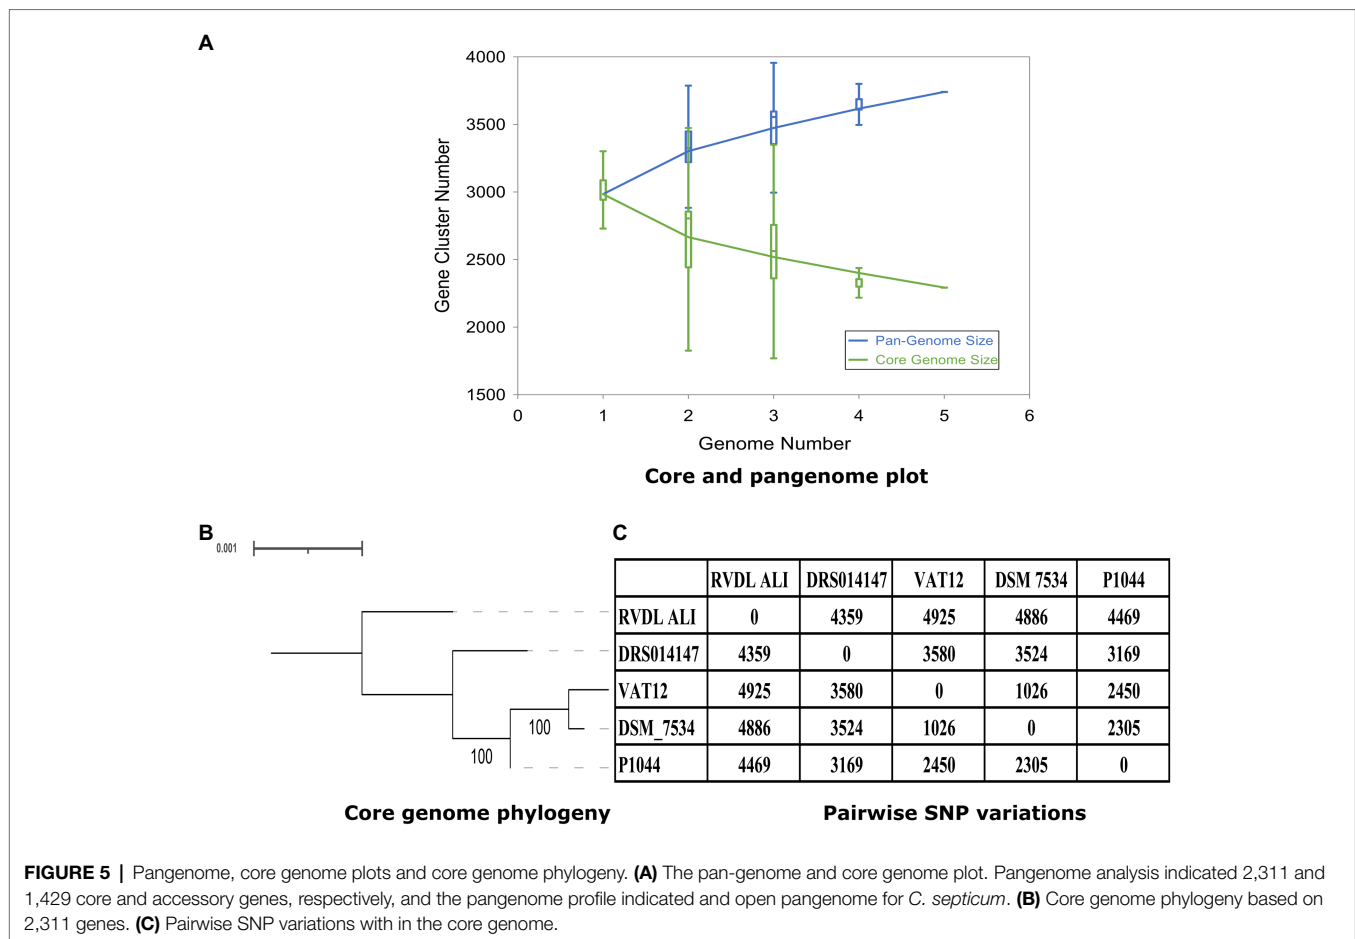 A
4000
3500
3000
2500
2000
1500
Gene Cluster Number
Pan-Genome Size
Core Genome Size
0 1 2 3 4 5 6
Genome Number
Core and pangenome plot
B
0.001
100
100
Core genome phylogeny
C
RVDL ALI DRS014147 VAT12 DSM 7534 P1044
RVDL ALI 0 4359 4925 4886 4469
DRS014147 4359 0 3580 3524 3169
VAT12 4925 3580 0 1026 2450
DSM_7534 4886 3524 1026 0 2305
P1044 4469 3169 2450 2305 0
Pairwise SNP variations
FIGURE 5 | Pangenome, core genome plots and core genome phylogeny. (A) The pan-genome and core genome plot. Pangenome analysis indicated 2,311 and
1,429 core and accessory genes, respectively, and the pangenome profile indicated and open pangenome for C. septicum. (B) Core genome phylogeny based on
2,311 genes. (C) Pairwise SNP variations with in the core genome.